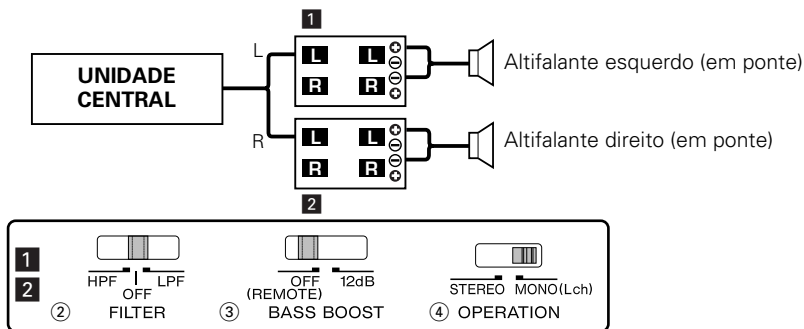 1
L
L L ⊕
⊖
UNIDADE
CENTRAL
R R ⊖
⊕
Altifalante esquerdo (em ponte)
R
L L ⊕
⊖
R R ⊖
⊕
Altifalante direito (em ponte)
2
1
2
HPF OFF LPF
② FILTER
OFF 12dB
(REMOTE)
③ BASS BOOST
STEREO MONO(Lch)
④ OPERATION